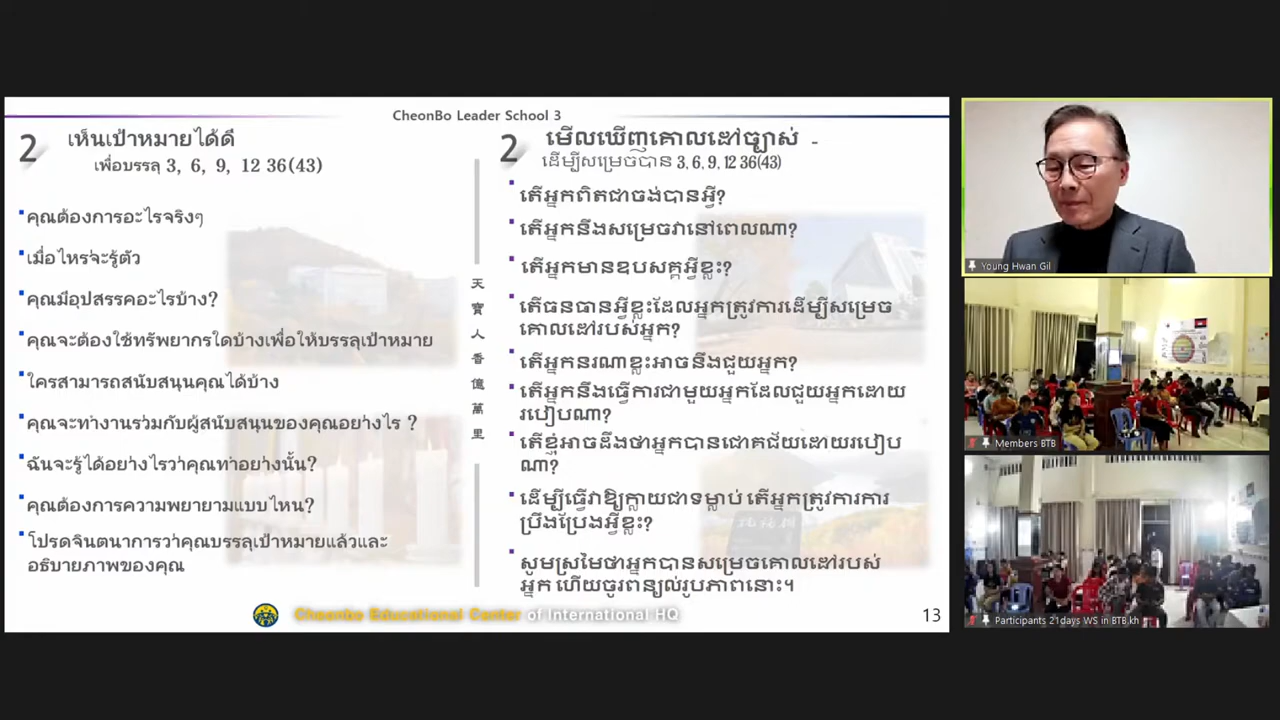 CheonBo Leader School 3
2
เห็นเป้าหมายได้ดี
เพื่อบรรลุ 3, 6, 9, 12 36(43)
คุณต้องการอะไรจริงๆ
เมื่อไหร่จะรู้ตัว
คุณมีอุปสรรคอะไรบ้าง?
คุณจะต้องใช้ทรัพยากรใดบ้างเพื่อให้บรรลุเป้าหมาย
ใครสามารถสนับสนุนคุณได้บ้าง
คุณจะทำงานร่วมกับผู้สนับสนุนของคุณอย่างไร ?
ฉันจะรู้ได้อย่างไรว่าคุณทำอย่างนั้น?
คุณต้องการความพยายามแบบไหน?
โปรดจินตนาการว่าคุณบรรลุเป้าหมายแล้วและ
อธิบายภาพของคุณ
天
寶
人
香
億
萬
里
2
មើលឃើញគោលដៅច្បាស់ -
ដើម្បីសម្រេចបាន 3, 6, 9, 12 36(43)
តើអ្នកពិតជាចង់បានអ្វី?
តើអ្នកនឹងសម្រេចវានៅពេលណា?
តើអ្នកមានឧបសគ្គអ្វីខ្លះ?
តើធនធានអ្វីខ្លះដែលអ្នកត្រូវការដើម្បីសម្រេច
គោលដៅរបស់អ្នក?
តើអ្នកនរណាខ្លះអាចនឹងជួយអ្នក?
តើអ្នកនឹងធ្វើការជាមួយអ្នកដែលជួយអ្នកដោយ
របៀបណា?
តើខ្ញុំអាចដឹងថាអ្នកបានជោគជ័យដោយរបៀប
ណា?
ដើម្បីធ្វើវាឱ្យក្លាយជាទម្លាប់ តើអ្នកត្រូវការការ
ប្រឹងប្រែងអ្វីខ្លះ?
សូមស្រមៃថាអ្នកបានសម្រេចគោលដៅរបស់
អ្នក ហើយចូរពន្យល់រូបភាពនោះ។
Cheonbo Educational Center of International HQ
13
Young Hwan Gil
Members BTB
Participants 21days WS in BTB.kh